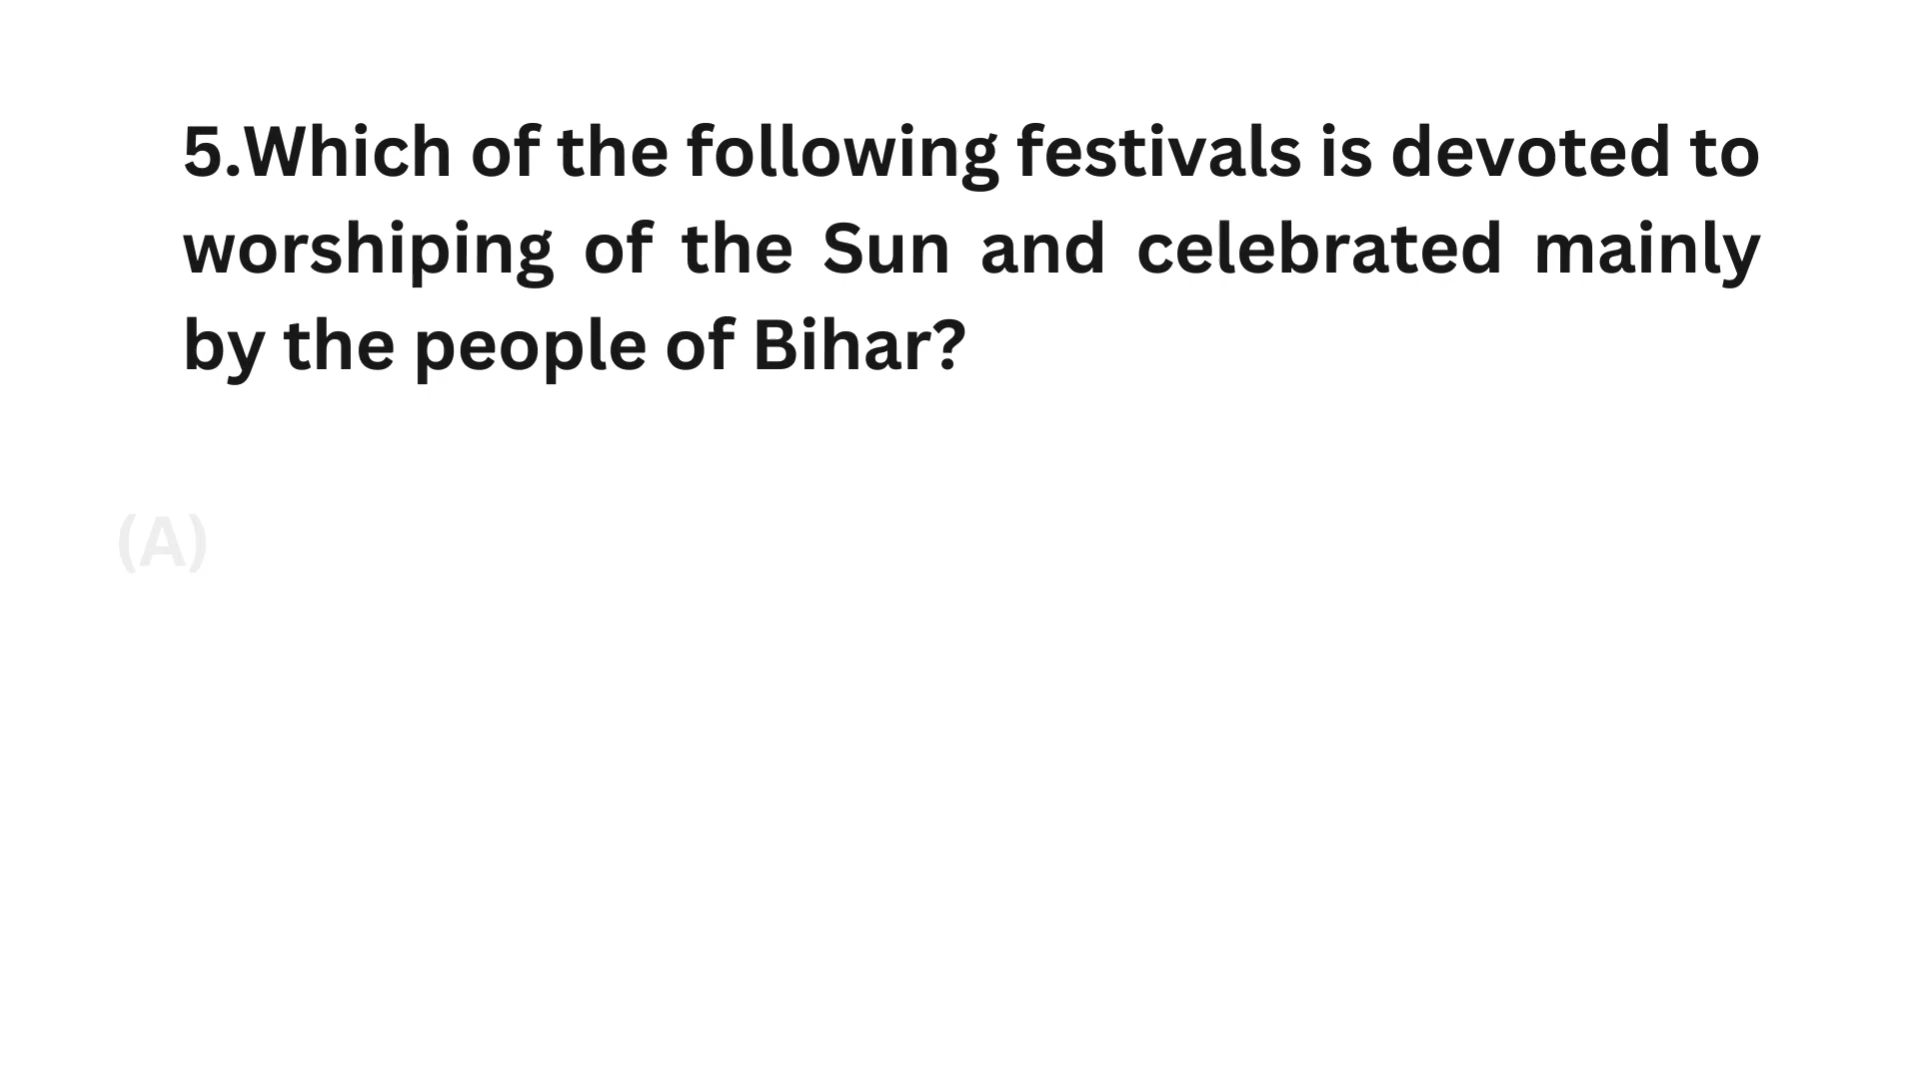 5.Which of the following festivals is devoted to
worshiping of the Sun and celebrated mainly
by the people of Bihar?
(A)